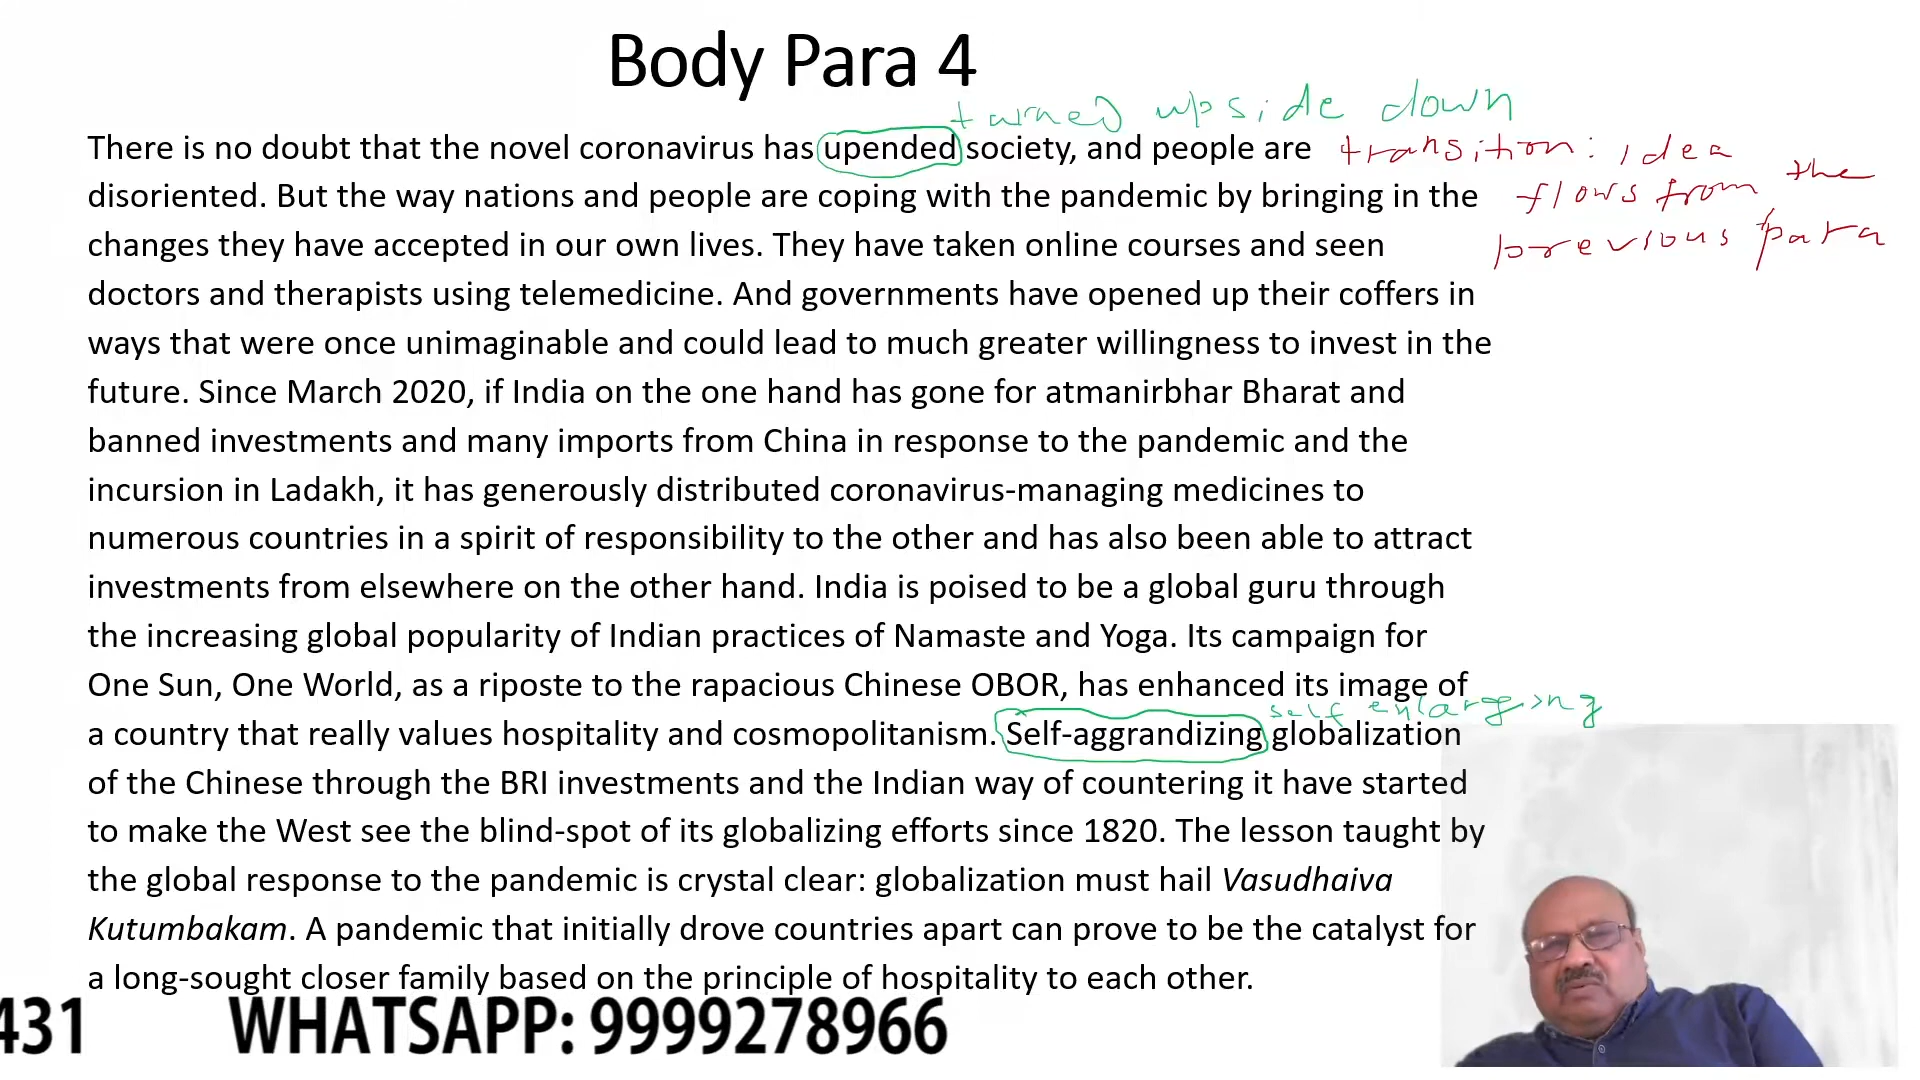 Body Para 4
turned upside down
There is no doubt that the novel coronavirus has upended society, and people are
transition: idea
disoriented. But the way nations and people are coping with the pandemic by bringing in the
flows from the
changes they have accepted in our own lives. They have taken online courses and seen
previous para
doctors and therapists using telemedicine. And governments have opened up their coffers in
ways that were once unimaginable and could lead to much greater willingness to invest in the
future. Since March 2020, if India on the one hand has gone for atmanirbhar Bharat and
banned investments and many imports from China in response to the pandemic and the
incursion in Ladakh, it has generously distributed coronavirus-managing medicines to
numerous countries in a spirit of responsibility to the other and has also been able to attract
investments from elsewhere on the other hand. India is poised to be a global guru through
the increasing global popularity of Indian practices of Namaste and Yoga. Its campaign for
One Sun, One World, as a riposte to the rapacious Chinese OBOR, has enhanced its image of
self enlarging
a country that really values hospitality and cosmopolitanism. Self-aggrandizing globalization
of the Chinese through the BRI investments and the Indian way of countering it have started
to make the West see the blind-spot of its globalizing efforts since 1820. The lesson taught by
the global response to the pandemic is crystal clear: globalization must hail Vasudhaiva
Kutumbakam. A pandemic that initially drove countries apart can prove to be the catalyst for
a long-sought closer family based on the principle of hospitality to each other.
431 WHATSAPP: 9999278966